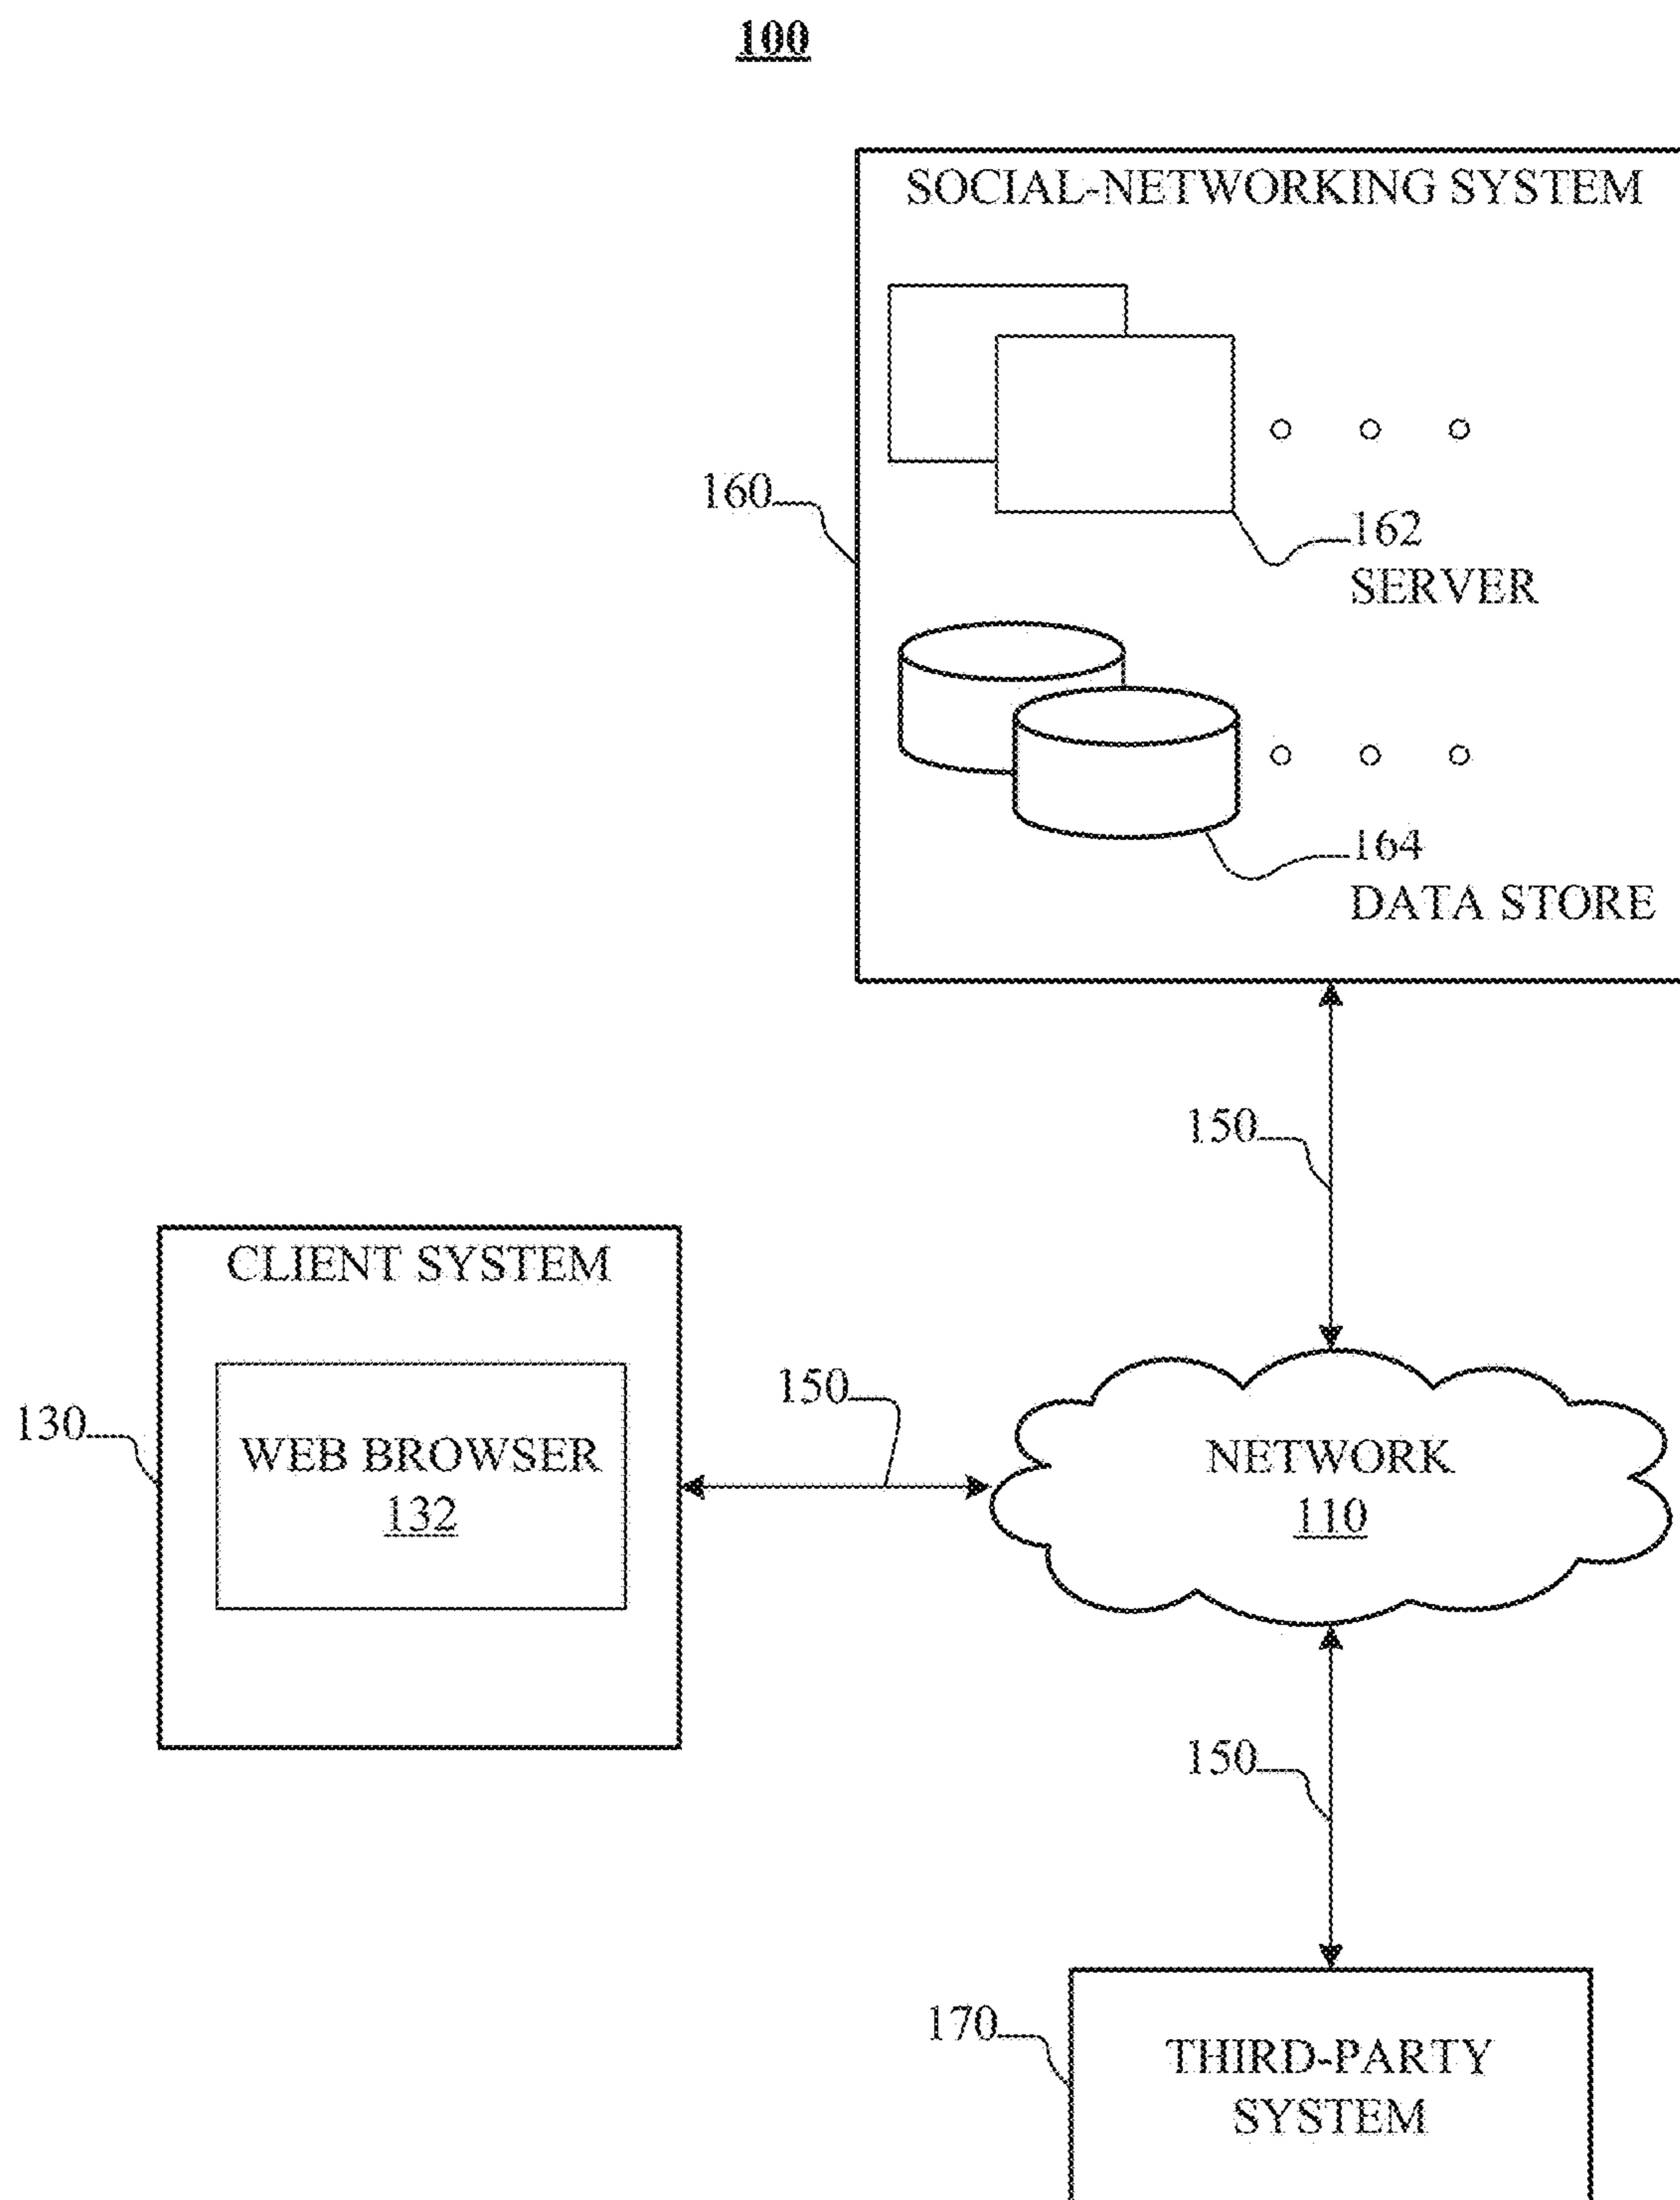 100
SOCIAL-NETWORKING SYSTEM
160
162
SERVER
164
DATA STORE
150
CLIENT SYSTEM
130
WEB BROWSER
132
150
NETWORK
110
150
170
THIRD-PARTY
SYSTEM